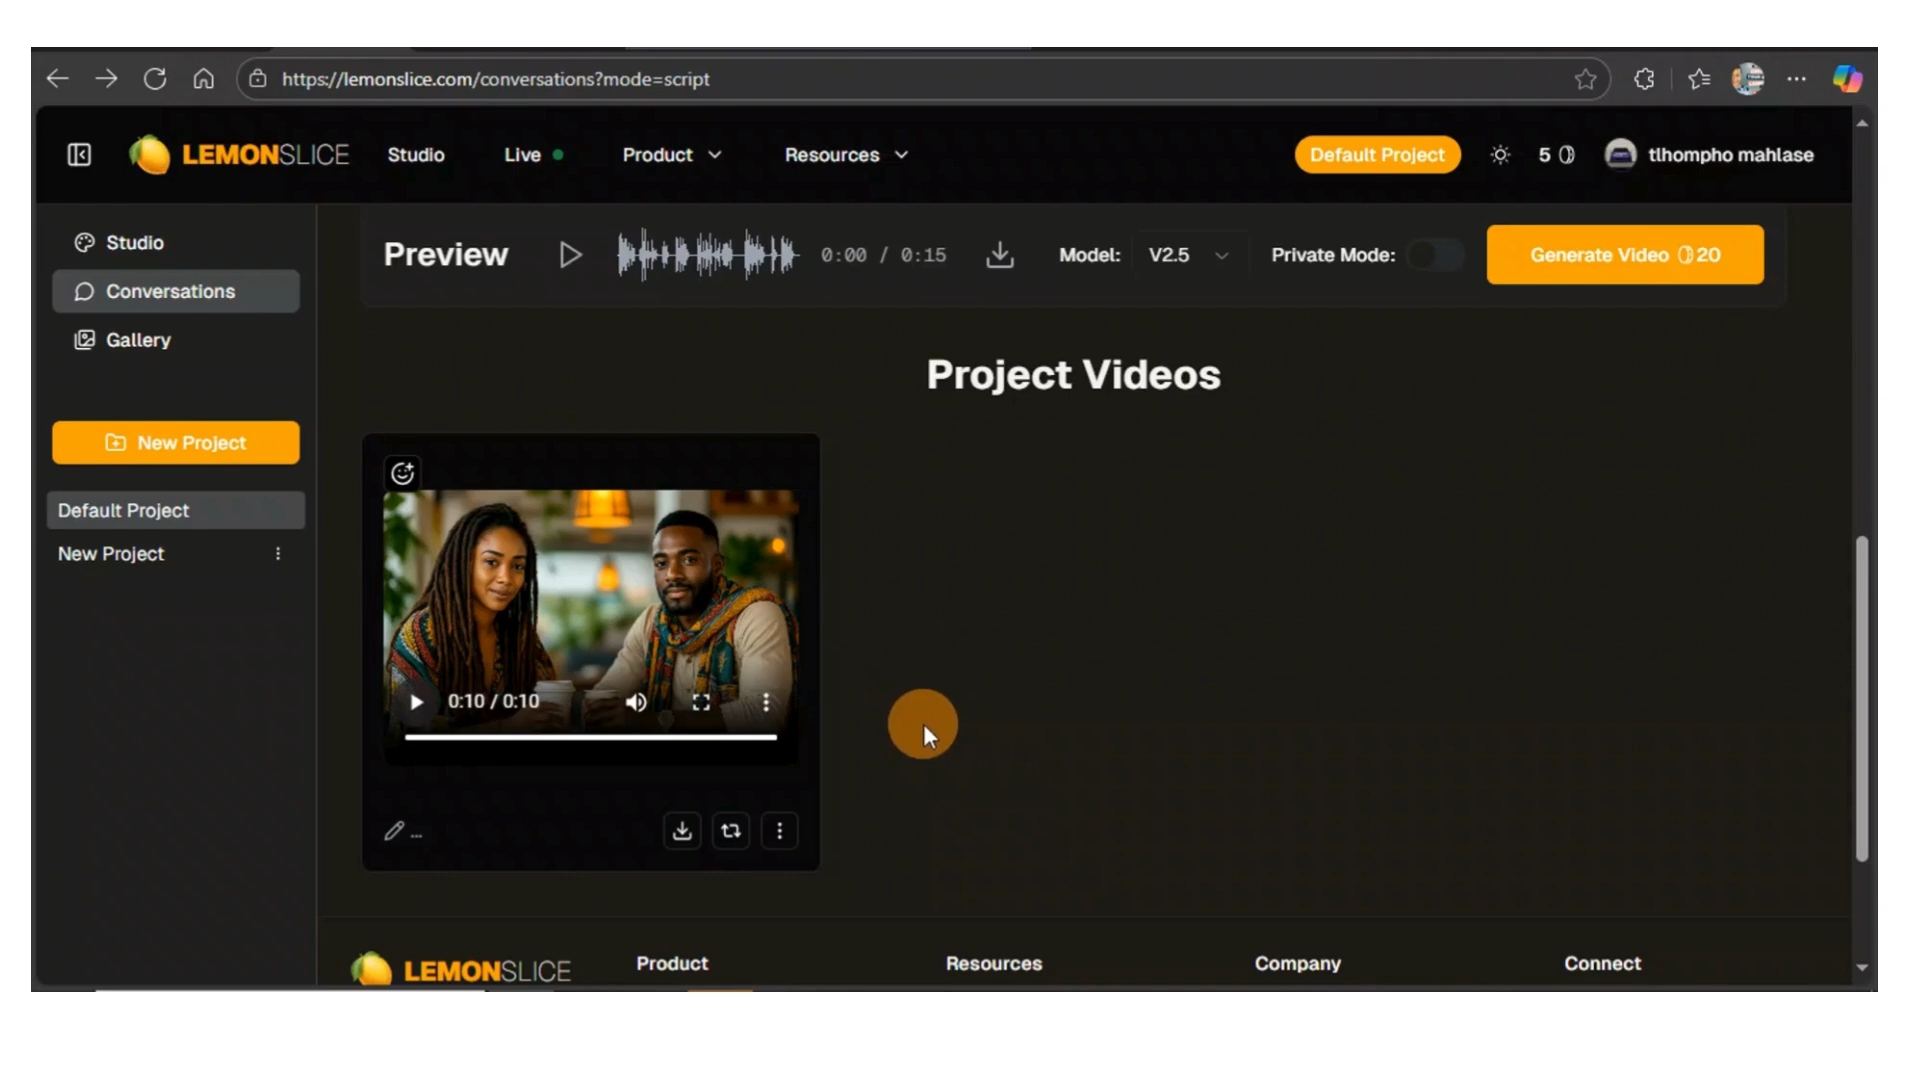 https://lemonslice.com/conversations?mode=script
LEMONSLICE
Studio
Live
Product
Resources
Default Project
5
tlhompho mahlase
Studio
Conversations
Gallery
New Project
Default Project
New Project
Preview
0:00 / 0:15
Model:
V2.5
Private Mode:
Generate Video 20
Project Videos
0:10 / 0:10
...
LEMONSLICE
Product
Resources
Company
Connect